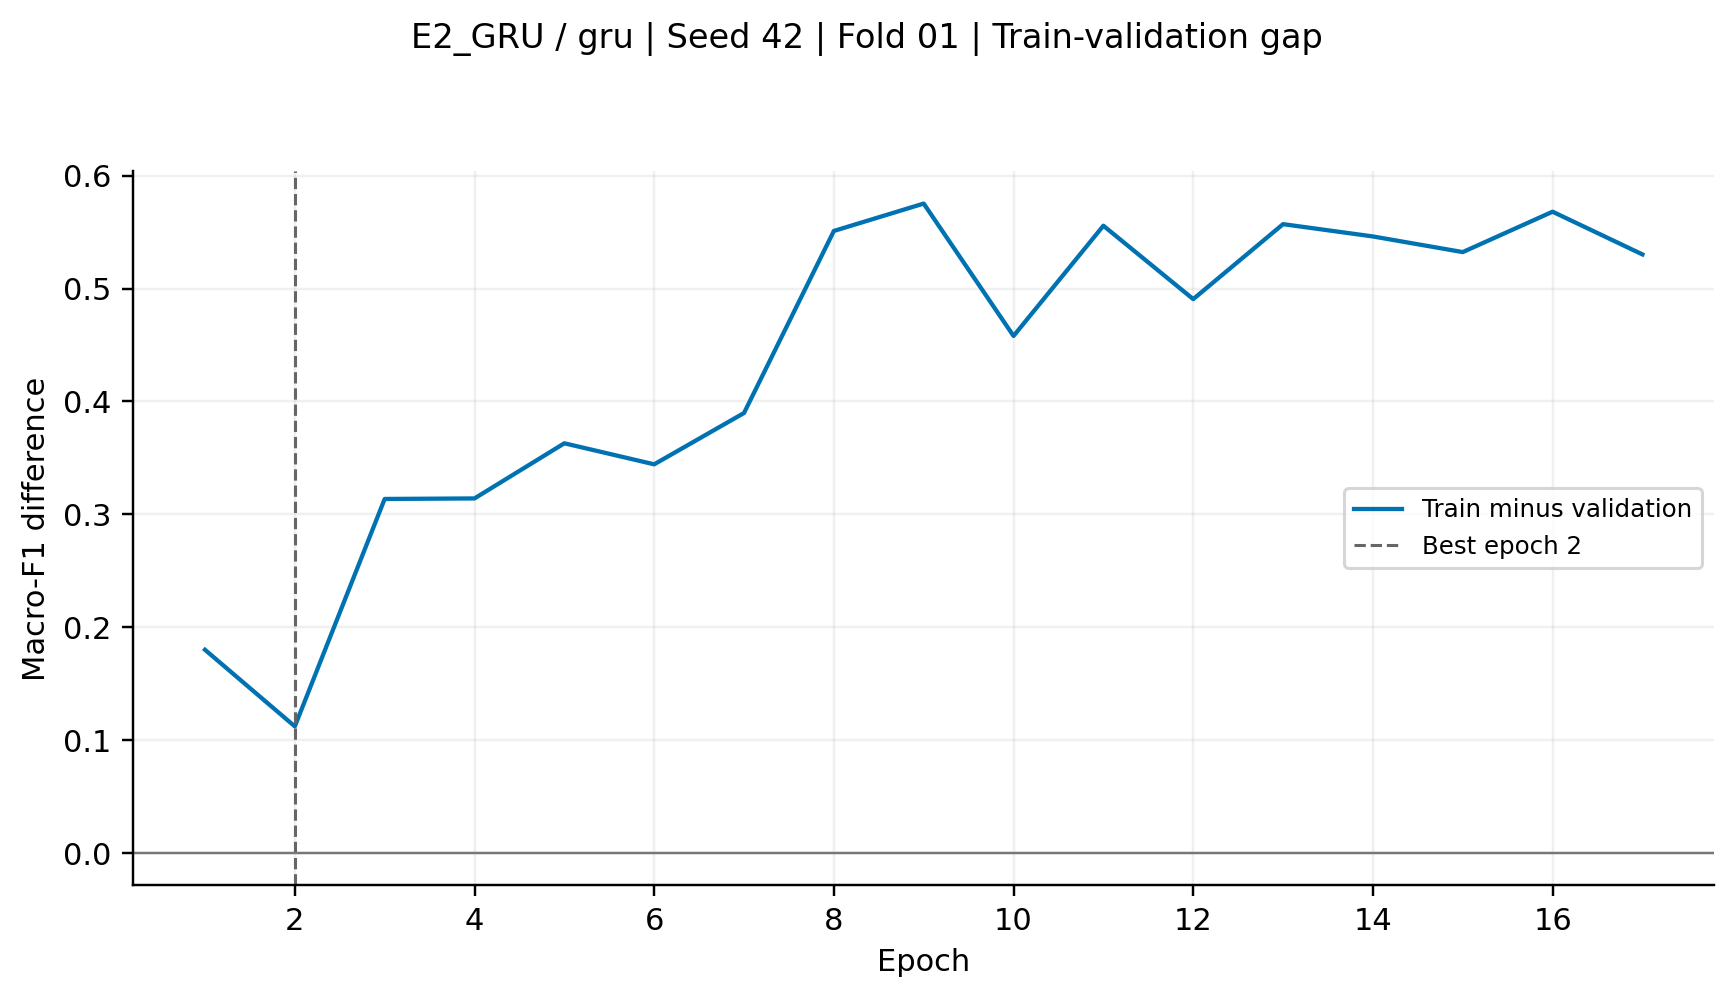 E2_GRU / gru | Seed 42 | Fold 01 | Train-validation gap
Macro-F1 difference
0.6
0.5
0.4
0.3
0.2
0.1
0.0
Train minus validation
Best epoch 2
2 4 6 8 10 12 14 16
Epoch